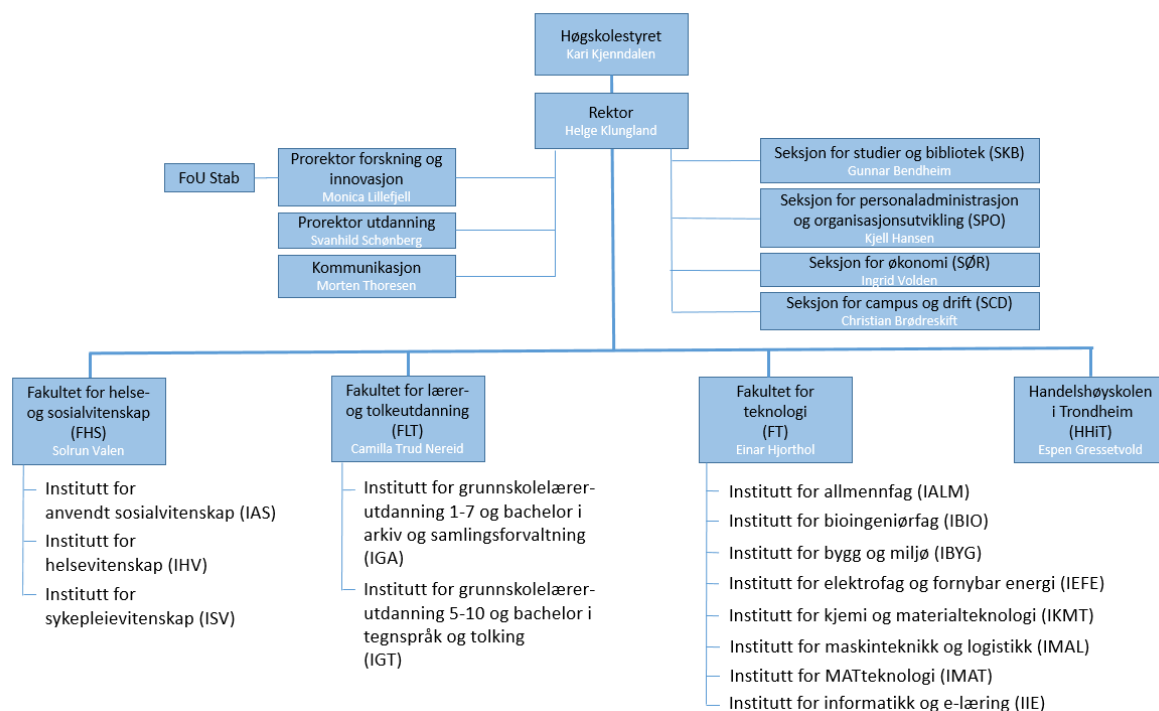 Høgskolestyret
Kari Kjenndalen
Rektor
Helge Klungland
FoU Stab
Prorektor forskning og
innovasjon
Monica Lillefjell
Prorektor utdanning
Svanhild Schønberg
Kommunikasjon
Morten Thoresen
Seksjon for studier og bibliotek (SKB)
Gunnar Bendheim
Seksjon for personaladministrasjon
og organisasjonsutvikling (SPO)
Kjell Hansen
Seksjon for økonomi (SØR)
Ingrid Volden
Seksjon for campus og drift (SCD)
Christian Brødreskift
Fakultet for helse-
og sosialvitenskap
(FHS)
Solrun Valen
Institutt for
anvendt sosialvitenskap (IAS)
Institutt for
helsevitenskap (IHV)
Institutt for
sykepleievitenskap (ISV)
Fakultet for lærer-
og tolkeutdanning
(FLT)
Camilla Trud Nereid
Institutt for grunnskolelærer-
utdanning 1-7 og bachelor i
arkiv og samlingsforvaltning
(IGA)
Institutt for grunnskolelærer-
utdanning 5-10 og bachelor i
tegnspråk og tolking
(IGT)
Fakultet for
teknologi
(FT)
Einar Hjorthol
Institutt for allmennfag (IALM)
Institutt for bioingeniørfag (IBIO)
Institutt for bygg og miljø (IBYG)
Institutt for elektrofag og fornybar energi (IEFE)
Institutt for kjemi og materialteknologi (IKMT)
Institutt for maskinteknikk og logistikk (IMAL)
Institutt for MATteknologi (IMAT)
Institutt for informatikk og e-læring (IIE)
Handelshøyskolen
i Trondheim
(HHiT)
Espen Gressetvold